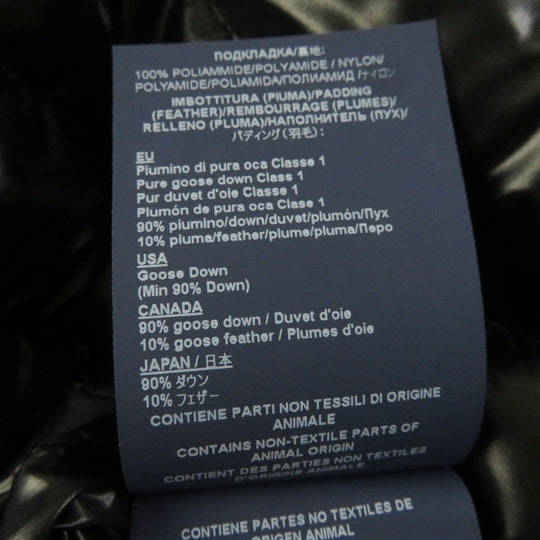 ПОДКЛАДКА/裏地:
100% POLIAMMIDE/POLYAMIDE / NYLON/
POLYAMIDE/POLIAMIDA/ПОЛИАМИД /ナイロン
IMBOTTITURA (PIUMA)/PADDING
(FEATHER)/REMBOURRAGE (PLUMES)/
RELLENO (PLUMA)/НАПОЛНИТЕЛЬ (ПУХ)/
パディング (羽毛) :
EU
Piumino di pura oca Classe 1
Pure goose down Class 1
Pur duvet d'oie Classe 1
Plumón de pura oca Classe 1
90% piumino/down/duvet/plumón/Пух
10% piuma/feather/plume/pluma/Перо
USA
Goose Down
(Min 90% Down)
CANADA
90% goose down / Duvet d'oie
10% goose feather / Plumes d'oie
JAPAN / 日本
90% ダウン
10% フェザー
CONTIENE PARTI NON TESSILI DI ORIGINE
ANIMALE
CONTAINS NON-TEXTILE PARTS OF
ANIMAL ORIGIN
CONTIENT DES PARTIES NON TEXTILES
D'ORIGINE ANIMALE
CONTIENE PARTES NO TEXTILES DE
ORIGEN ANIMAL